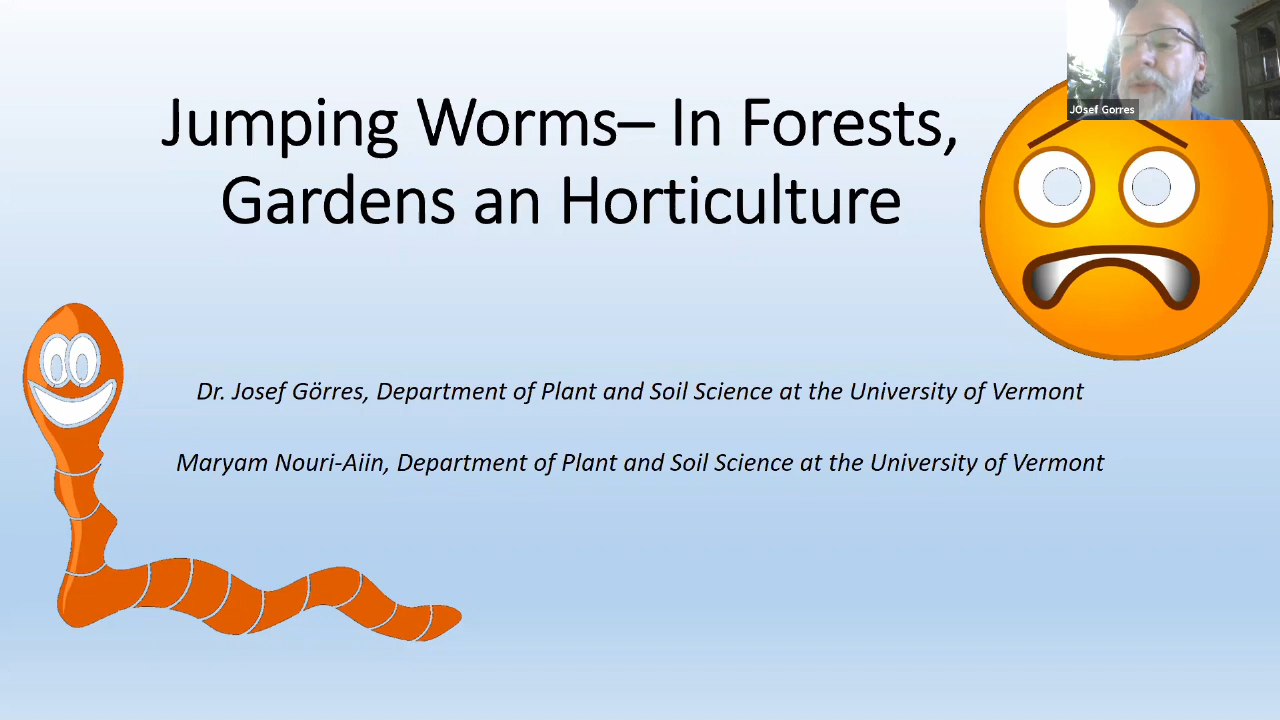 JOsef Gorres
Jumping Worms– In Forests,
Gardens an Horticulture
Dr. Josef Görres, Department of Plant and Soil Science at the University of Vermont
Maryam Nouri-Aiin, Department of Plant and Soil Science at the University of Vermont